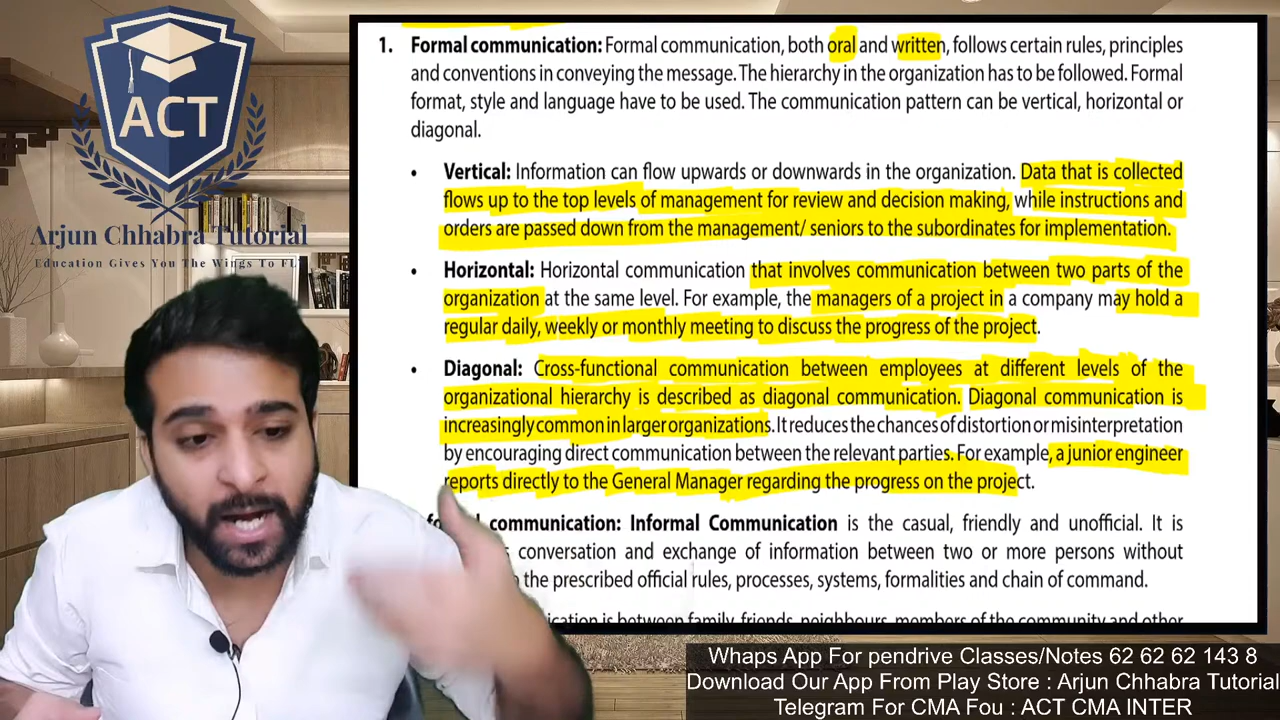 ACT
Arjun Chhabra Tutorial
Education Gives You The Wings To FL
1. Formal communication: Formal communication, both oral and written, follows certain rules, principles
and conventions in conveying the message. The hierarchy in the organization has to be followed. Formal
format, style and language have to be used. The communication pattern can be vertical, horizontal or
diagonal.
• Vertical: Information can flow upwards or downwards in the organization. Data that is collected
flows up to the top levels of management for review and decision making, while instructions and
orders are passed down from the management/ seniors to the subordinates for implementation.
• Horizontal: Horizontal communication that involves communication between two parts of the
organization at the same level. For example, the managers of a project in a company may hold a
regular daily, weekly or monthly meeting to discuss the progress of the project.
• Diagonal: Cross-functional communication between employees at different levels of the
organizational hierarchy is described as diagonal communication. Diagonal communication is
increasingly common in larger organizations. It reduces the chances of distortion or misinterpretation
by encouraging direct communication between the relevant parties. For example, a junior engineer
reports directly to the General Manager regarding the progress on the project.
communication: Informal Communication is the casual, friendly and unofficial. It is
conversation and exchange of information between two or more persons without
the prescribed official rules, processes, systems, formalities and chain of command.
is between family, friends, neighbours, members of the community and other
Whaps App For pendrive Classes/Notes 62 62 62 143 8
Download Our App From Play Store : Arjun Chhabra Tutorial
Telegram For CMA Fou : ACT CMA INTER